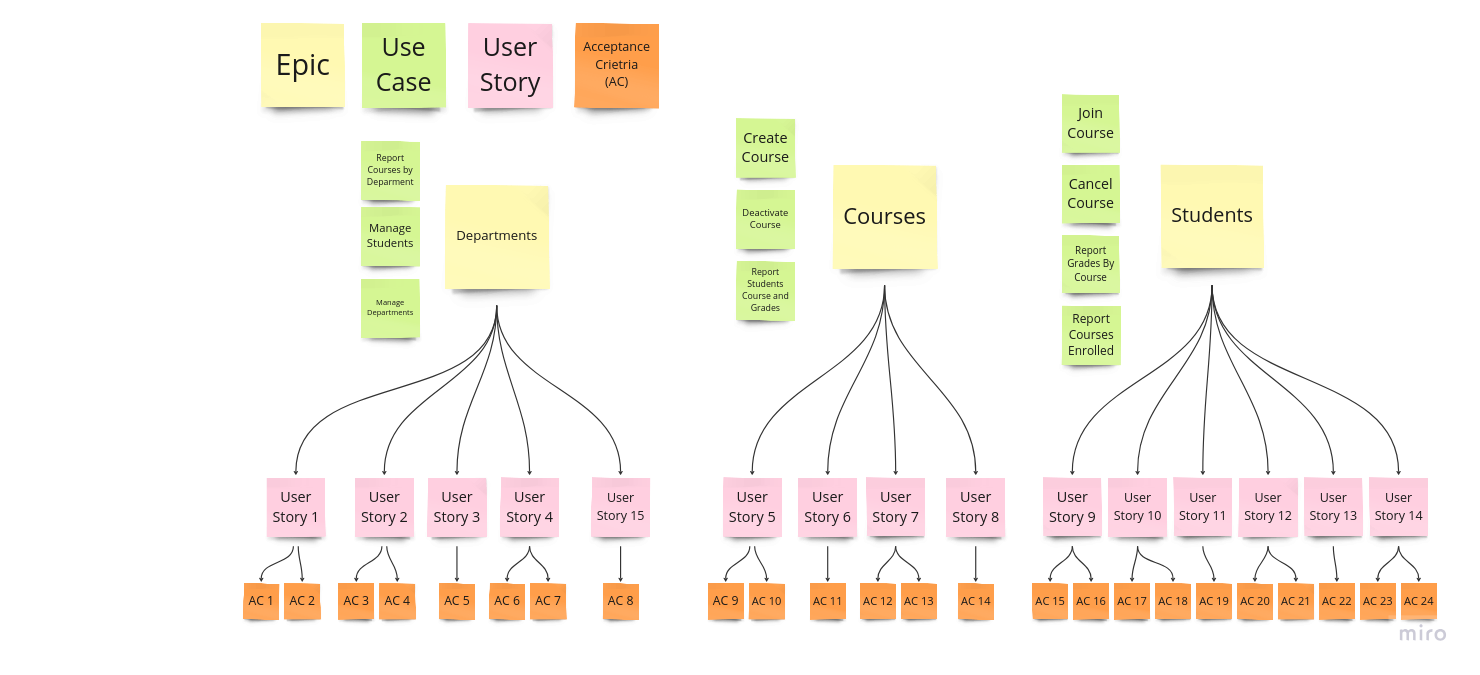 Epic
Use
Case
User
Story
Acceptance
Crietria
(AC)
Report
Courses by
Deparment
Manage
Students
Manage
Departments
Departments
Create
Course
Deactivate
Course
Report
Students
Course and
Grades
Courses
Join
Course
Cancel
Course
Report
Grades By
Course
Report
Courses
Enrolled
Students
User
Story 1
User
Story 2
User
Story 3
User
Story 4
User
Story 15
User
Story 5
User
Story 6
User
Story 7
User
Story 8
User
Story 9
User
Story 10
User
Story 11
User
Story 12
User
Story 13
User
Story 14
AC 1
AC 2
AC 3
AC 4
AC 5
AC 6
AC 7
AC 8
AC 9
AC 10
AC 11
AC 12
AC 13
AC 14
AC 15
AC 16
AC 17
AC 18
AC 19
AC 20
AC 21
AC 22
AC 23
AC 24
miro